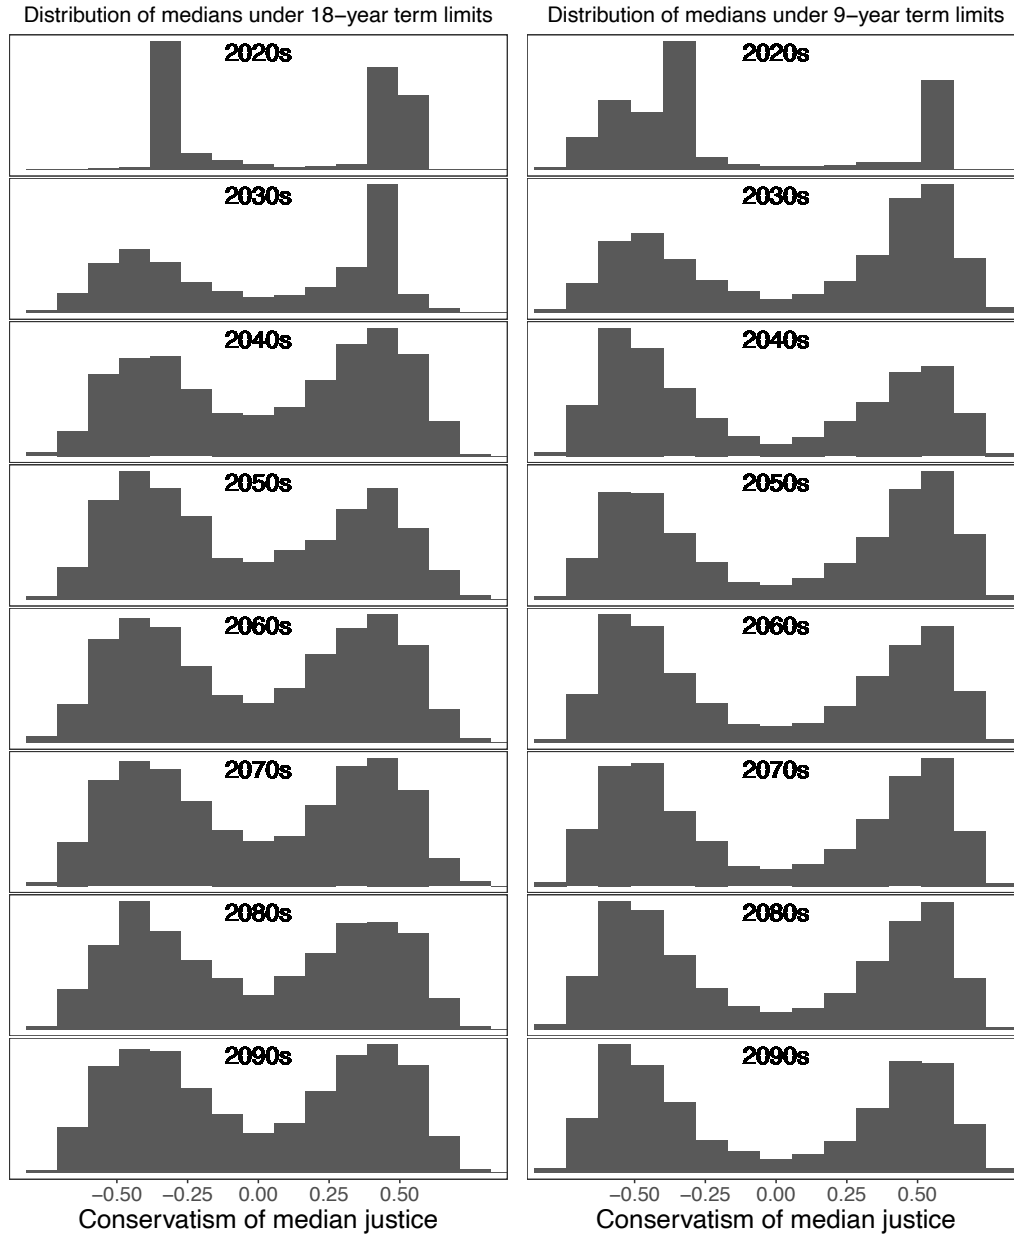 Distribution of medians under 18−year term limits
2020s
2030s
2040s
2050s
2060s
2070s
2080s
2090s
−0.50 −0.25 0.00 0.25 0.50
Conservatism of median justice
Distribution of medians under 9−year term limits
2020s
2030s
2040s
2050s
2060s
2070s
2080s
2090s
−0.50 −0.25 0.00 0.25 0.50
Conservatism of median justice